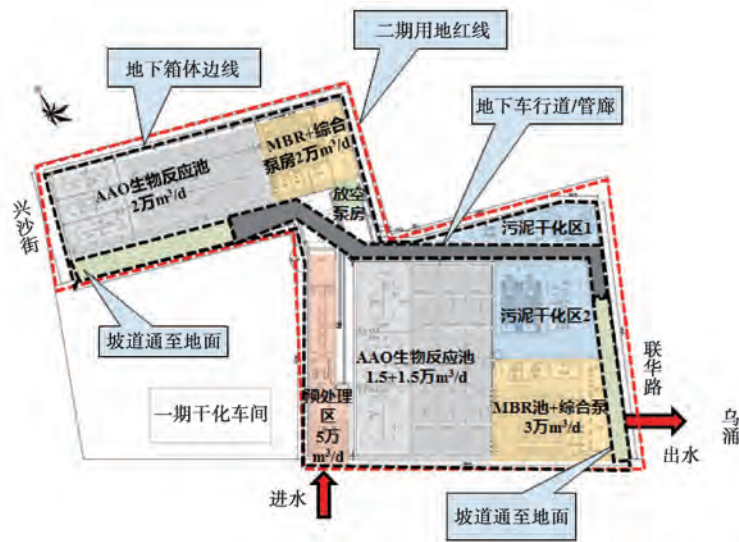 二期用地红线
地下箱体边线
地下车行道/管廊
MBR+综合
泵房2万m³/d
AAO生物反应池
2万m³/d
放空
泵房
兴沙街
污泥干化区1
污泥干化区2
坡道通至地面
AAO生物反应池
1.5+1.5万m³/d
联华路
一期干化车间
预处理
区
5万
m³/d
MBR池+综合泵
3万m³/d
乌涌
出水
进水
坡道通至地面